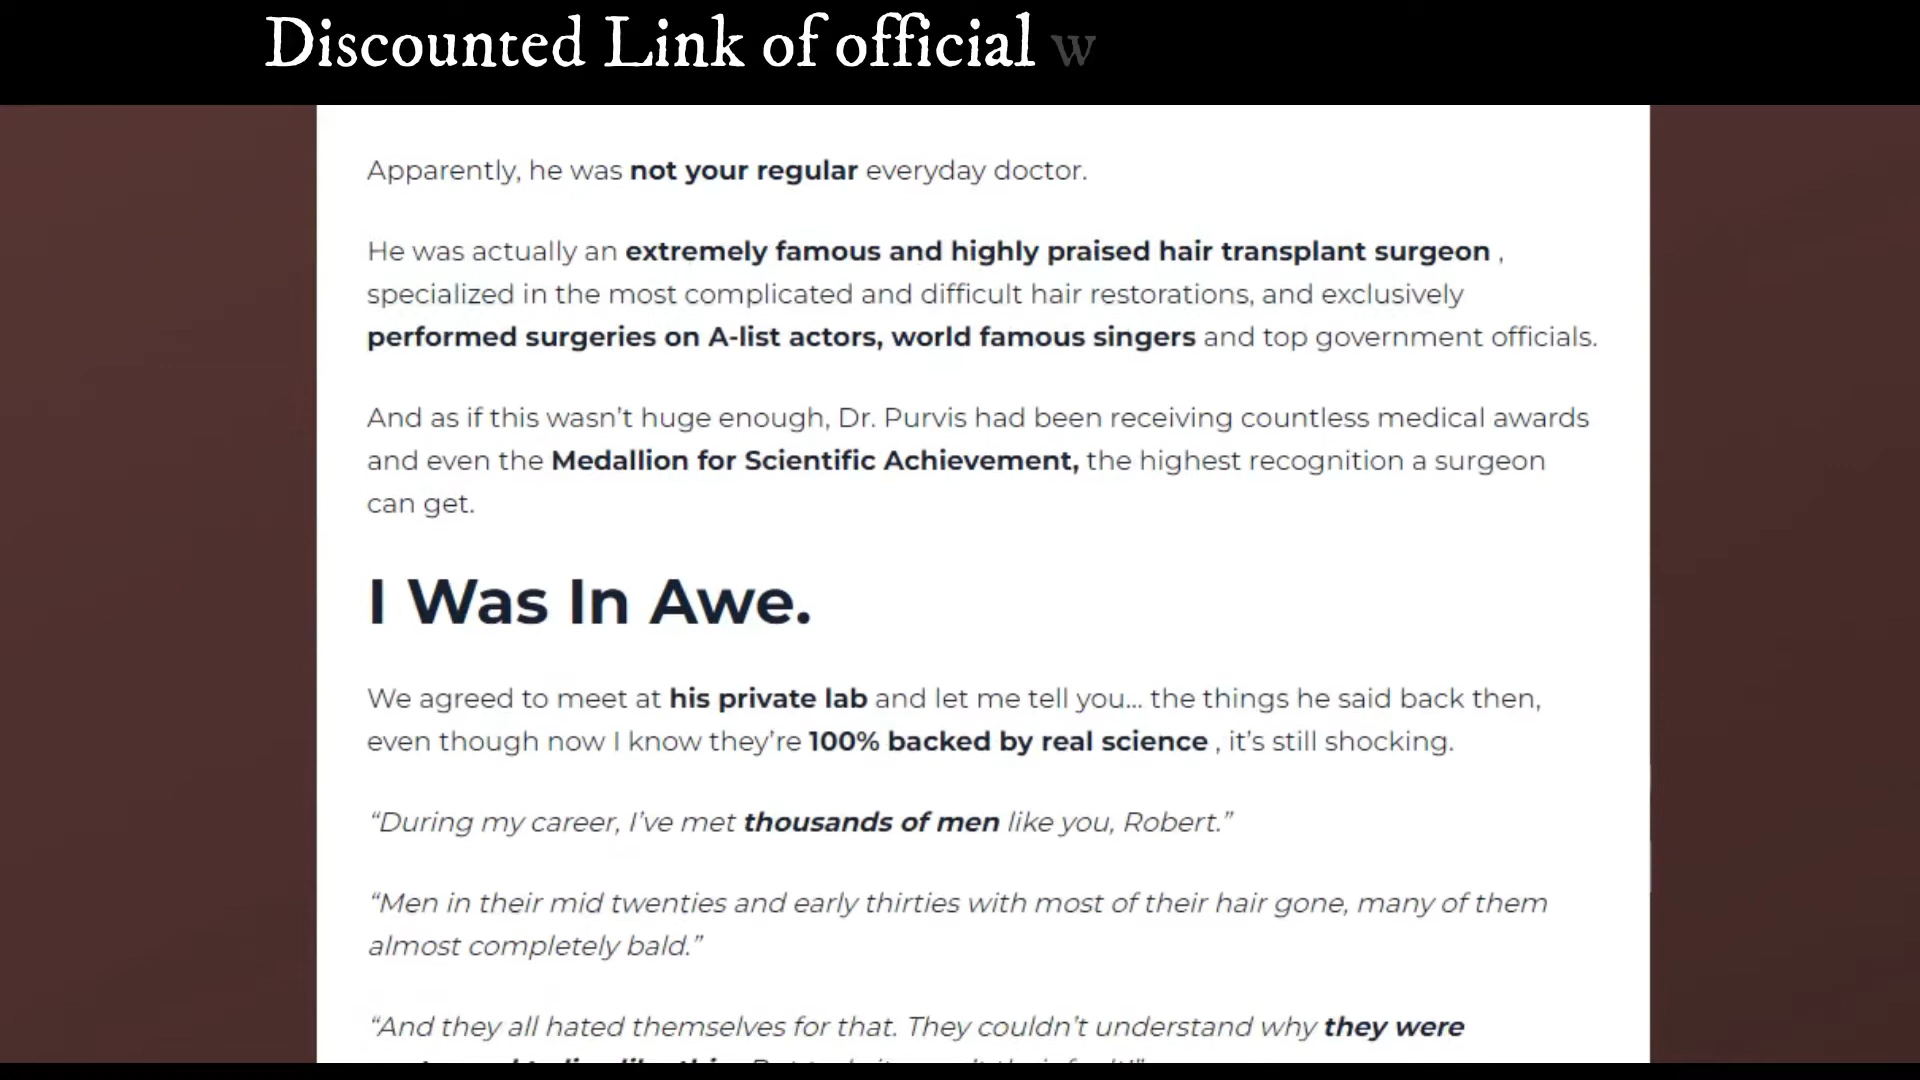 Discounted Link of official w
Apparently, he was not your regular everyday doctor.
He was actually an extremely famous and highly praised hair transplant surgeon ,
specialized in the most complicated and difficult hair restorations, and exclusively
performed surgeries on A-list actors, world famous singers and top government officials.
And as if this wasn't huge enough, Dr. Purvis had been receiving countless medical awards
and even the Medallion for Scientific Achievement, the highest recognition a surgeon
can get.
I Was In Awe.
We agreed to meet at his private lab and let me tell you... the things he said back then,
even though now I know they're 100% backed by real science , it's still shocking.
“During my career, I've met thousands of men like you, Robert.”
“Men in their mid twenties and early thirties with most of their hair gone, many of them
almost completely bald.”
“And they all hated themselves for that. They couldn't understand why they were